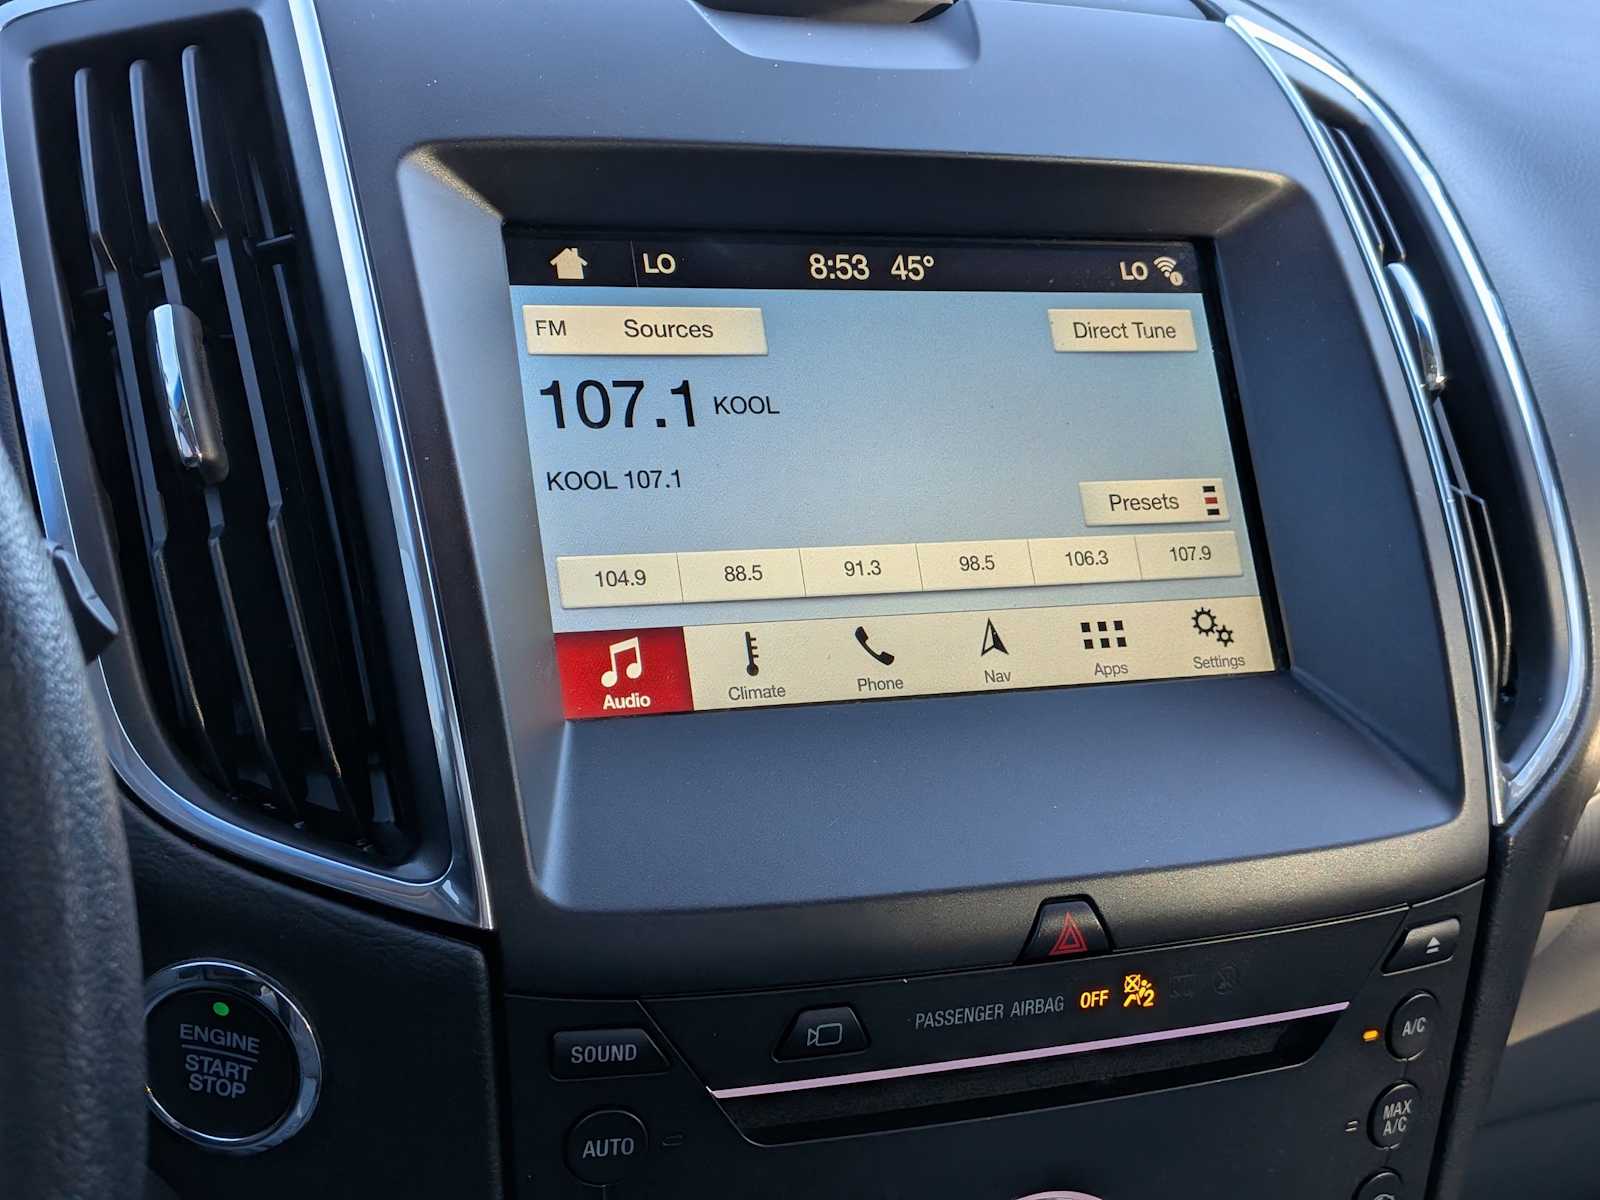 LO 8:53 45° LO
FM Sources Direct Tune
107.1 KOOL
KOOL 107.1
Presets
104.9 88.5 91.3 98.5 106.3 107.9
Audio Climate Phone Nav Apps Settings
PASSENGER AIRBAG OFF 2
ENGINE
START
STOP
SOUND
A/C
AUTO
MAX
A/C